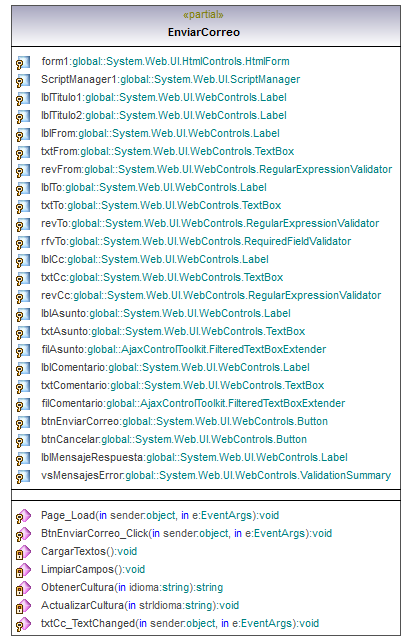 «partial»
EnviarCorreo
form1:global::System.Web.UI.HtmlControls.HtmlForm
ScriptManager1:global::System.Web.UI.ScriptManager
lblTitulo1:global::System.Web.UI.WebControls.Label
lblTitulo2:global::System.Web.UI.WebControls.Label
lblFrom:global::System.Web.UI.WebControls.Label
txtFrom:global::System.Web.UI.WebControls.TextBox
revFrom:global::System.Web.UI.WebControls.RegularExpressionValidator
lblTo:global::System.Web.UI.WebControls.Label
txtTo:global::System.Web.UI.WebControls.TextBox
revTo:global::System.Web.UI.WebControls.RegularExpressionValidator
rfvTo:global::System.Web.UI.WebControls.RequiredFieldValidator
lblCc:global::System.Web.UI.WebControls.Label
txtCc:global::System.Web.UI.WebControls.TextBox
revCc:global::System.Web.UI.WebControls.RegularExpressionValidator
lblAsunto:global::System.Web.UI.WebControls.Label
txtAsunto:global::System.Web.UI.WebControls.TextBox
filAsunto:global::AjaxControlToolkit.FilteredTextBoxExtender
lblComentario:global::System.Web.UI.WebControls.Label
txtComentario:global::System.Web.UI.WebControls.TextBox
filComentario:global::AjaxControlToolkit.FilteredTextBoxExtender
btnEnviarCorreo:global::System.Web.UI.WebControls.Button
btnCancelar:global::System.Web.UI.WebControls.Button
lblMensajeRespuesta:global::System.Web.UI.WebControls.Label
vsMensajesError:global::System.Web.UI.WebControls.ValidationSummary
Page_Load(in sender:object, in e:EventArgs):void
BtnEnviarCorreo_Click(in sender:object, in e:EventArgs):void
CargarTextos():void
LimpiarCampos():void
ObtenerCultura(in idioma:string):string
ActualizarCultura(in strIdioma:string):void
txtCc_TextChanged(in sender:object, in e:EventArgs):void